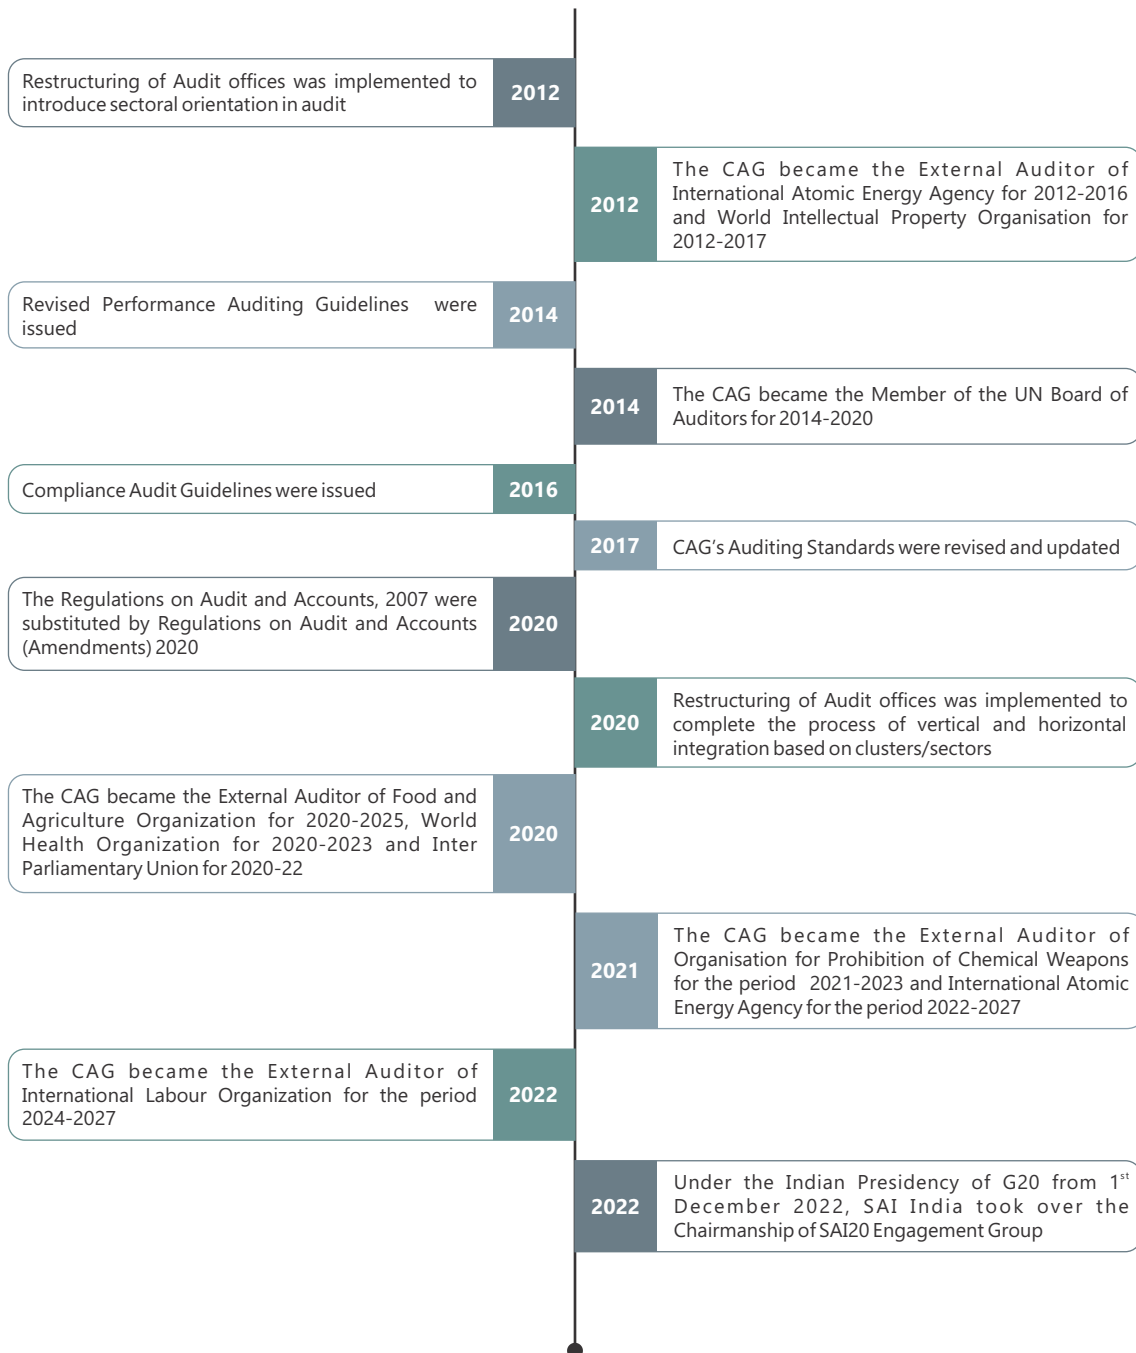 Restructuring of Audit offices was implemented to
introduce sectoral orientation in audit
2012
2012
The CAG became the External Auditor of
International Atomic Energy Agency for 2012-2016
and World Intellectual Property Organisation for
2012-2017
Revised Performance Auditing Guidelines were
issued
2014
2014
The CAG became the Member of the UN Board of
Auditors for 2014-2020
Compliance Audit Guidelines were issued
2016
2017
CAG's Auditing Standards were revised and updated
The Regulations on Audit and Accounts, 2007 were
substituted by Regulations on Audit and Accounts
(Amendments) 2020
2020
2020
Restructuring of Audit offices was implemented to
complete the process of vertical and horizontal
integration based on clusters/sectors
The CAG became the External Auditor of Food and
Agriculture Organization for 2020-2025, World
Health Organization for 2020-2023 and Inter
Parliamentary Union for 2020-22
2020
2021
The CAG became the External Auditor of
Organisation for Prohibition of Chemical Weapons
for the period 2021-2023 and International Atomic
Energy Agency for the period 2022-2027
The CAG became the External Auditor of
International Labour Organization for the period
2024-2027
2022
2022
Under the Indian Presidency of G20 from 1st
December 2022, SAI India took over the
Chairmanship of SAI20 Engagement Group